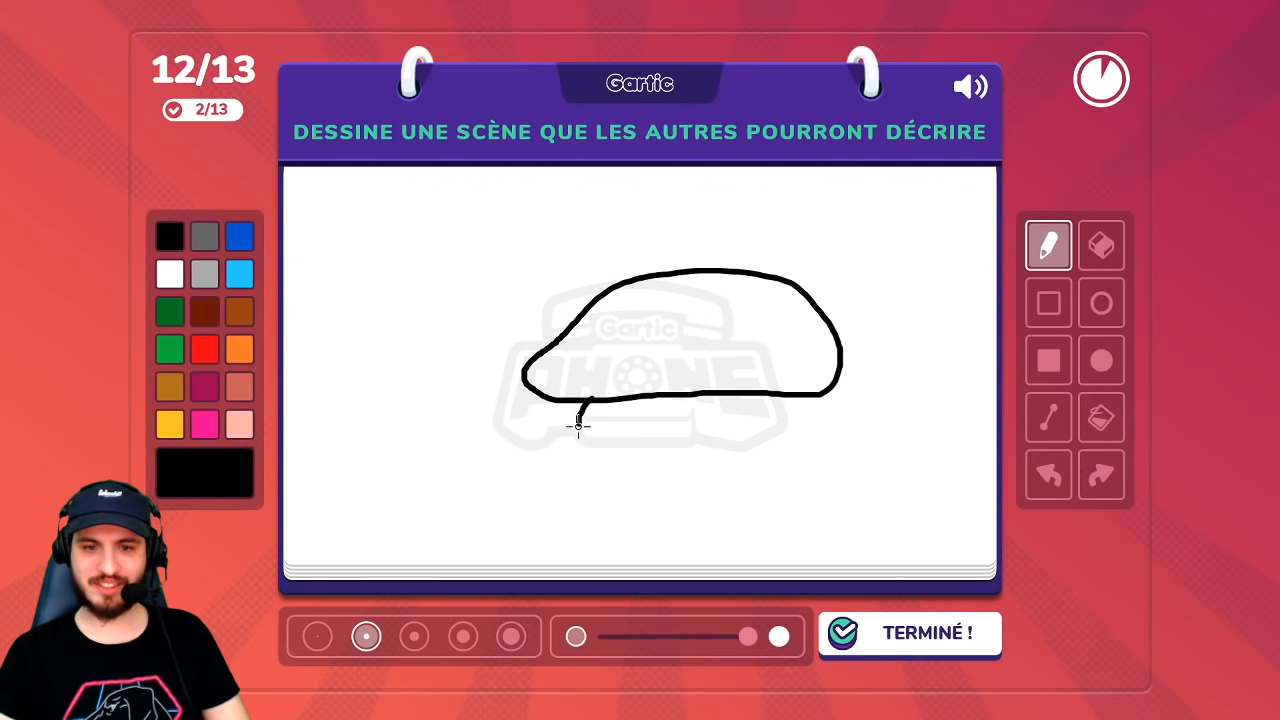 12/13
2/13
Gartic
DESSINE UNE SCÈNE QUE LES AUTRES POURRONT DÉCRIRE
Gartic
PHONE
TERMINÉ !